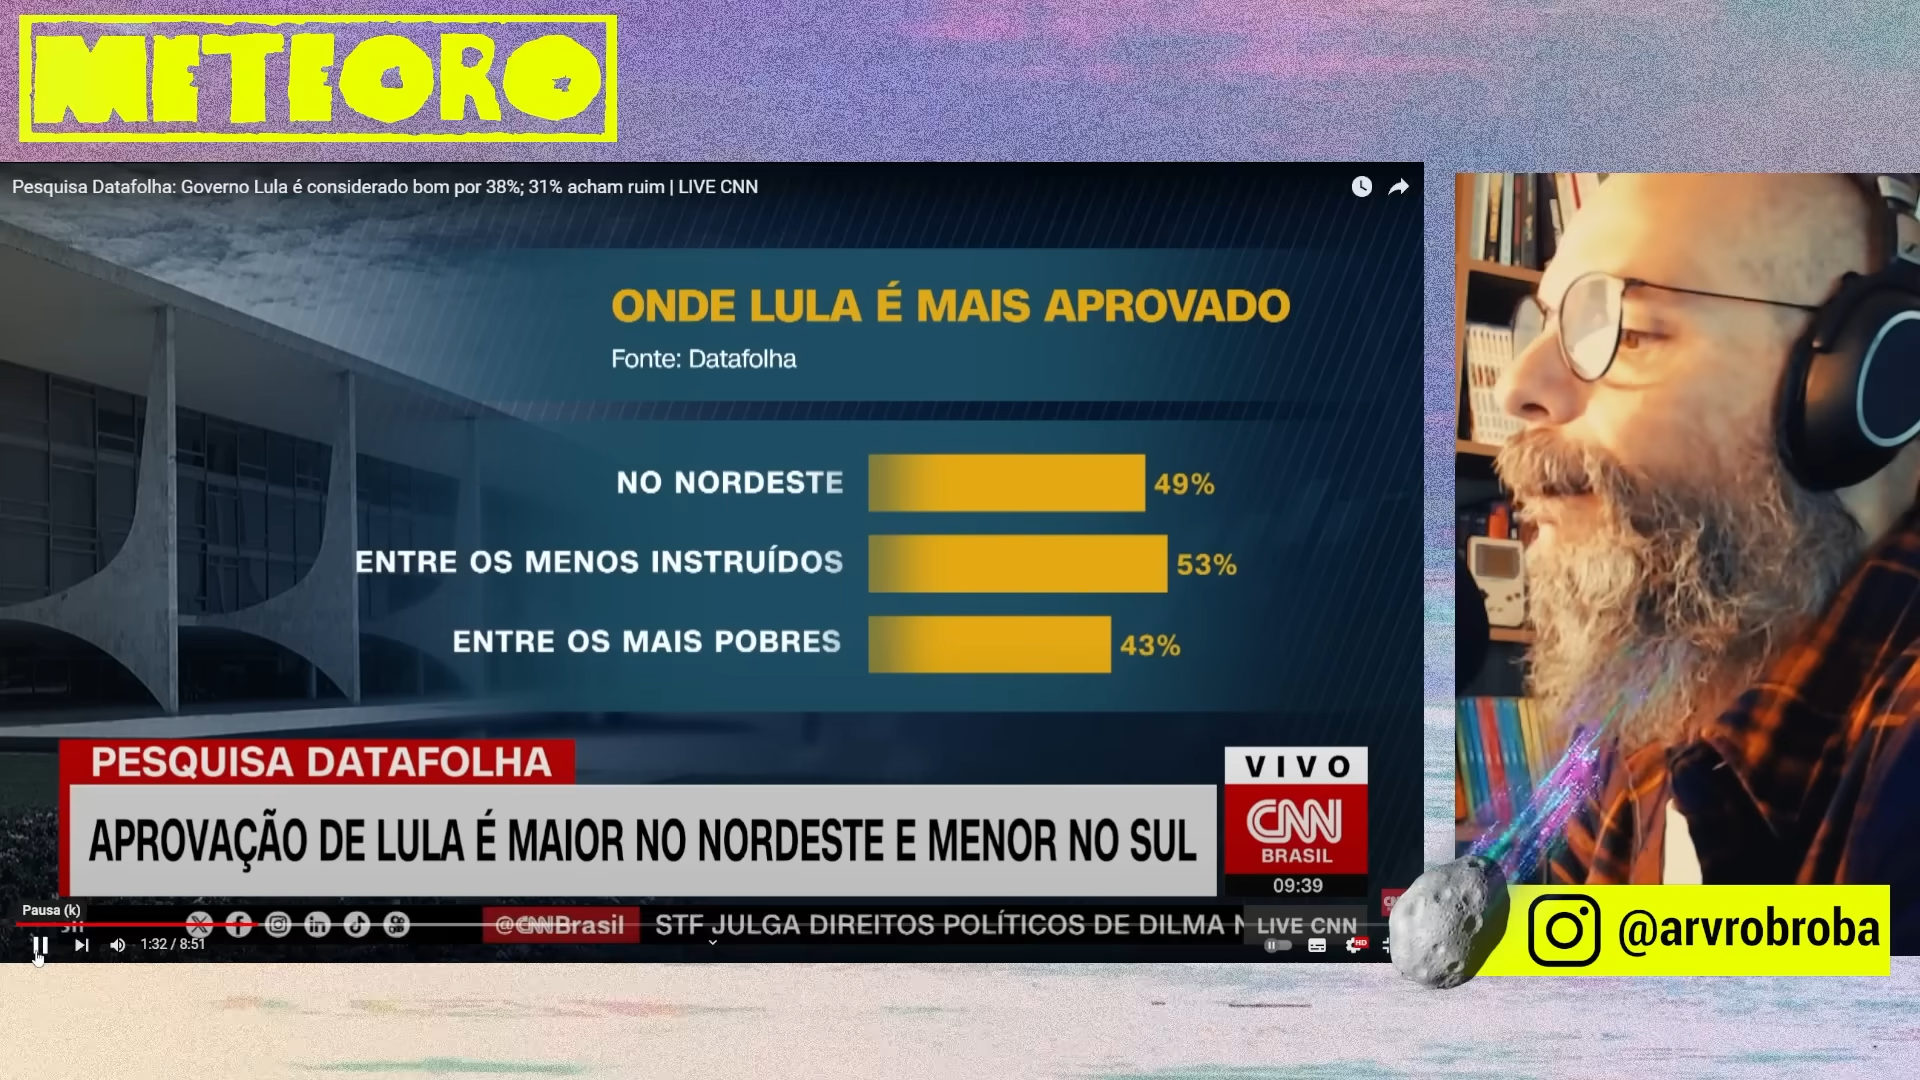 METEORO
Pesquisa Datafolha: Governo Lula é considerado bom por 38%; 31% acham ruim | LIVE CNN
ONDE LULA É MAIS APROVADO
Fonte: Datafolha
NO NORDESTE 49%
ENTRE OS MENOS INSTRUÍDOS 53%
ENTRE OS MAIS POBRES 43%
PESQUISA DATAFOLHA
VIVO
APROVAÇÃO DE LULA É MAIOR NO NORDESTE E MENOR NO SUL
CNN
BRASIL
09:39
Pausa (k)
@CNNBrasil STF JULGA DIREITOS POLÍTICOS DE DILMA N LIVE CNN
1:32 / 8:51
HD
@arvrobroba